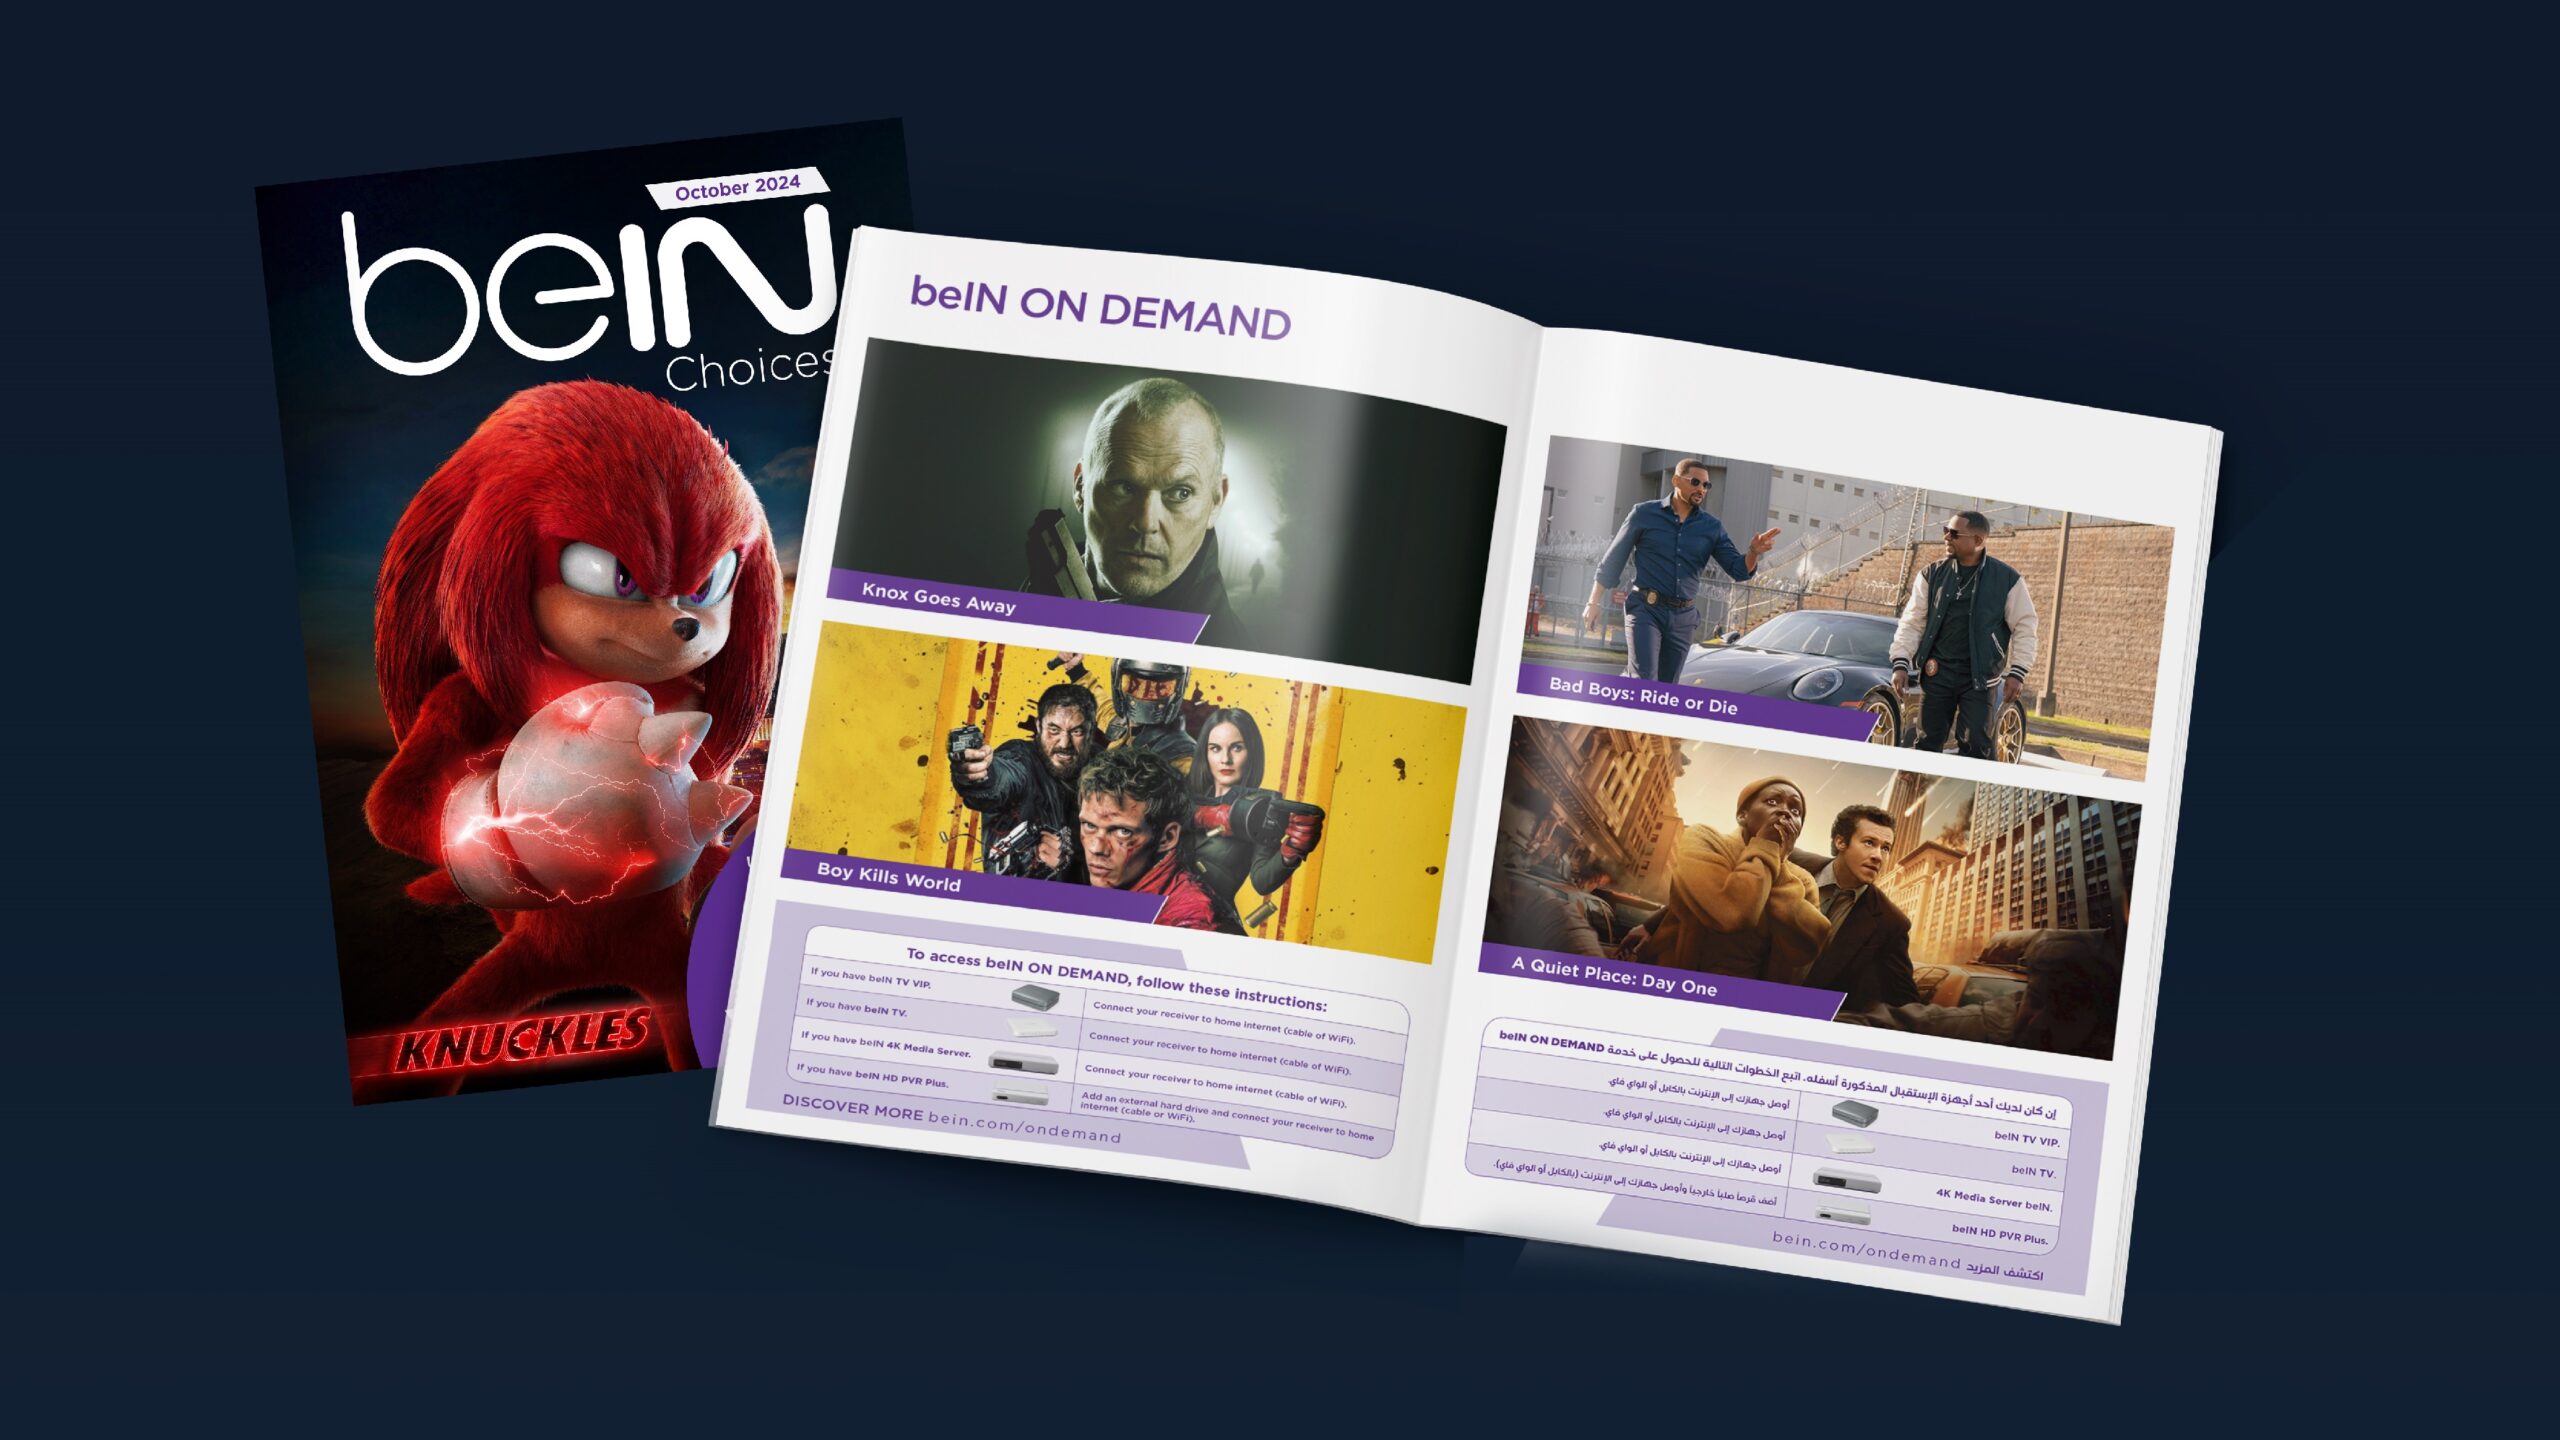 October 2024
beIN
Choices
KNUCKLES
beIN ON DEMAND
Knox Goes Away
Boy Kills World
To access beIN ON DEMAND, follow these instructions:
If you have beIN TV VIP.
Connect your receiver to home internet (cable of WiFi).
If you have beIN TV.
Connect your receiver to home internet (cable of WiFi).
If you have beIN 4K Media Server.
Connect your receiver to home internet (cable of WiFi).
If you have beIN HD PVR Plus.
Add an external hard drive and connect your receiver to home
internet (cable or WiFi).
DISCOVER MORE bein.com/ondemand
Bad Boys: Ride or Die
A Quiet Place: Day One
إن كان لديك أحد أجهزة الإستقبال المذكورة أسفله، اتبع الخطوات التالية للحصول على خدمة beIN ON DEMAND
beIN TV VIP.
أوصل جهازك إلى الإنترنت بالكابل أو الواي فاي.
beIN TV.
أوصل جهازك إلى الإنترنت بالكابل أو الواي فاي.
4K Media Server beIN.
أوصل جهازك إلى الإنترنت بالكابل أو الواي فاي.
beIN HD PVR Plus.
أضف قرصاً صلباً خارجياً وأوصل جهازك إلى الإنترنت (بالكابل أو الواي فاي).
اكتشف المزيد bein.com/ondemand